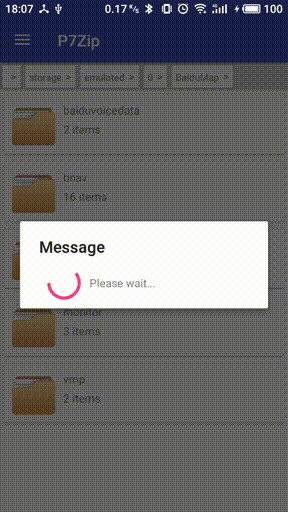 18:07 0.17 K/s 100
P7Zip
> storage > emulated > 0 > BaiduMap >
baiduvoicedata
2 items
bnav
16 items
Message
Please wait...
monitor
3 items
vmp
2 items